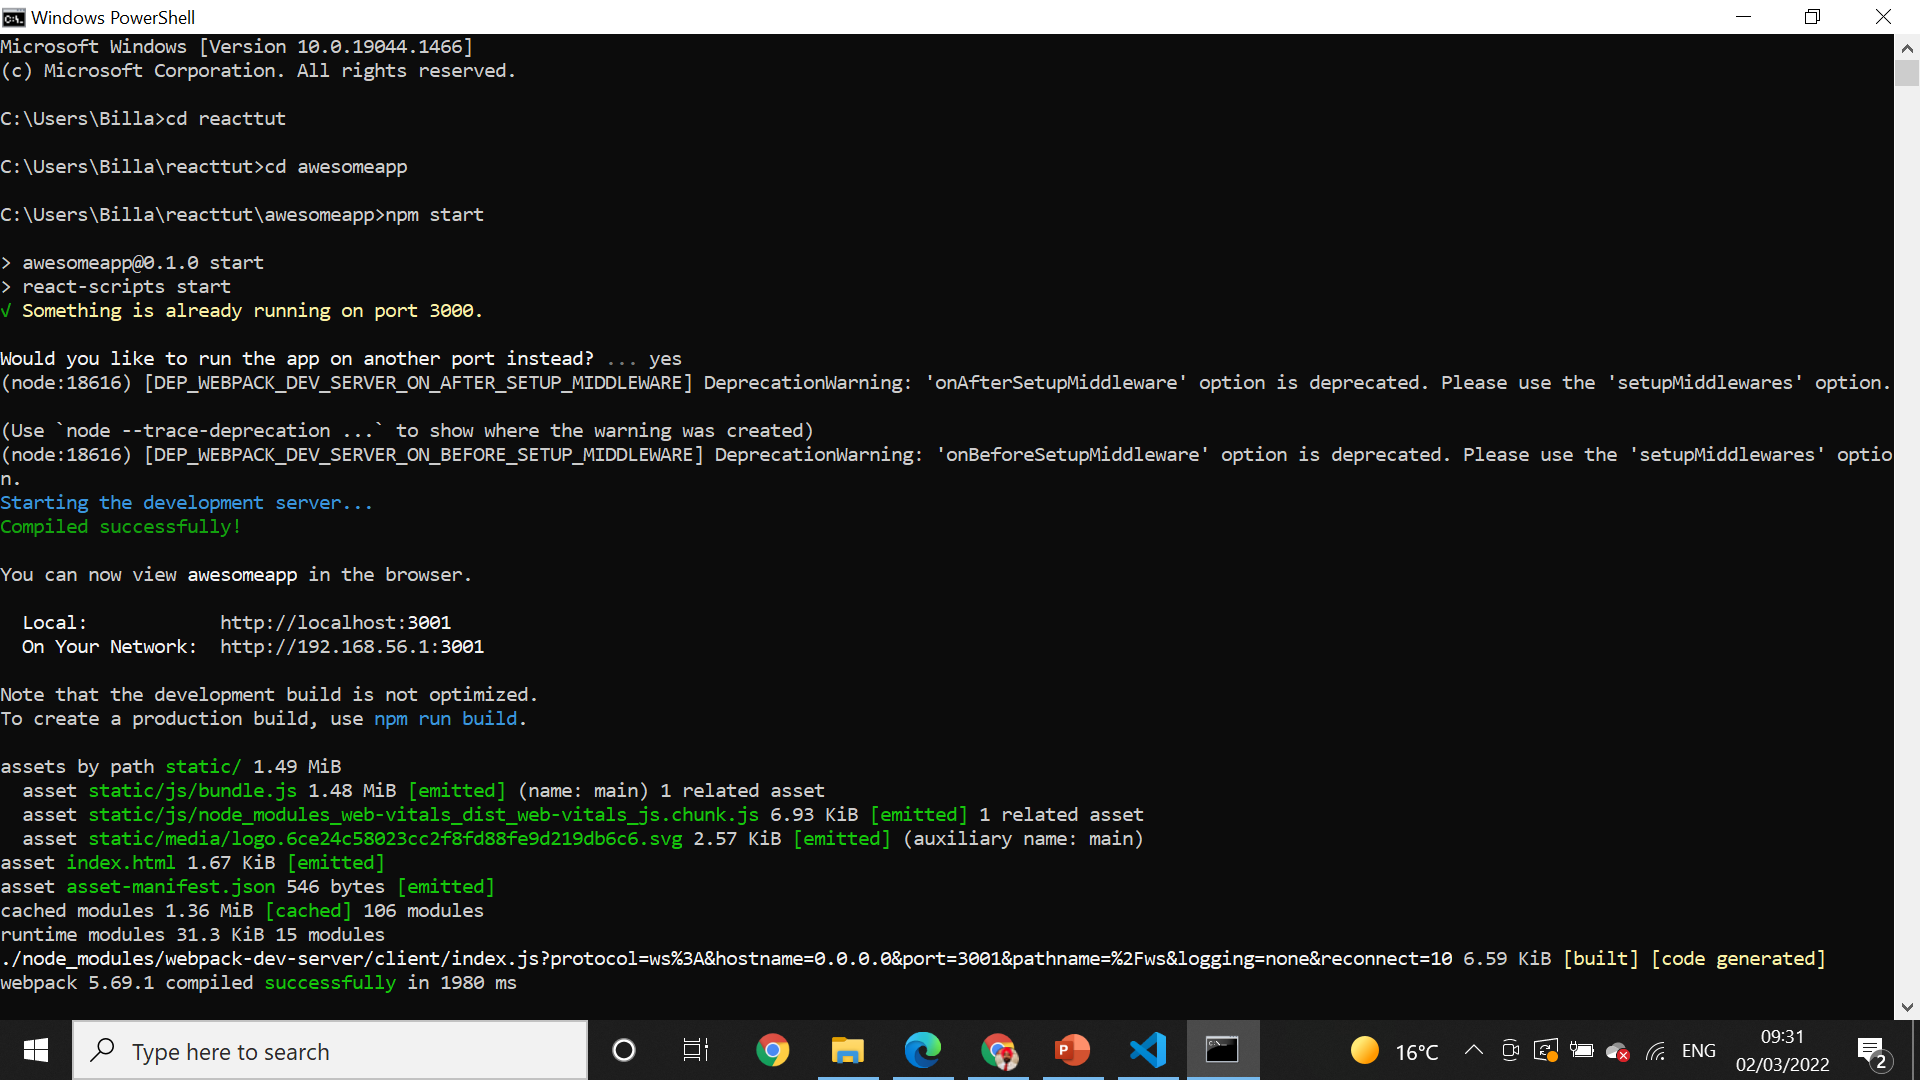 Windows PowerShell
Microsoft Windows [Version 10.0.19044.1466]
(c) Microsoft Corporation. All rights reserved.
C:\Users\Billa>cd reacttut
C:\Users\Billa\reacttut>cd awesomeapp
C:\Users\Billa\reacttut\awesomeapp>npm start
> awesomeapp@0.1.0 start
> react-scripts start
√ Something is already running on port 3000.
Would you like to run the app on another port instead? ... yes
(node:18616) [DEP_WEBPACK_DEV_SERVER_ON_AFTER_SETUP_MIDDLEWARE] DeprecationWarning: 'onAfterSetupMiddleware' option is deprecated. Please use the 'setupMiddlewares' option.
(Use `node --trace-deprecation ...` to show where the warning was created)
(node:18616) [DEP_WEBPACK_DEV_SERVER_ON_BEFORE_SETUP_MIDDLEWARE] DeprecationWarning: 'onBeforeSetupMiddleware' option is deprecated. Please use the 'setupMiddlewares' optio
n.
Starting the development server...
Compiled successfully!
You can now view awesomeapp in the browser.
Local: http://localhost:3001
On Your Network: http://192.168.56.1:3001
Note that the development build is not optimized.
To create a production build, use npm run build.
assets by path static/ 1.49 MiB
asset static/js/bundle.js 1.48 MiB [emitted] (name: main) 1 related asset
asset static/js/node_modules_web-vitals_dist_web-vitals_js.chunk.js 6.93 KiB [emitted] 1 related asset
asset static/media/logo.6ce24c58023cc2f8fd88fe9d219db6c6.svg 2.57 KiB [emitted] (auxiliary name: main)
asset index.html 1.67 KiB [emitted]
asset asset-manifest.json 546 bytes [emitted]
cached modules 1.36 MiB [cached] 106 modules
runtime modules 31.3 KiB 15 modules
./node_modules/webpack-dev-server/client/index.js?protocol=ws%3A&hostname=0.0.0.0&port=3001&pathname=%2Fws&logging=none&reconnect=10 6.59 KiB [built] [code generated]
webpack 5.69.1 compiled successfully in 1980 ms
Type here to search
16°C
ENG
09:31
02/03/2022
2